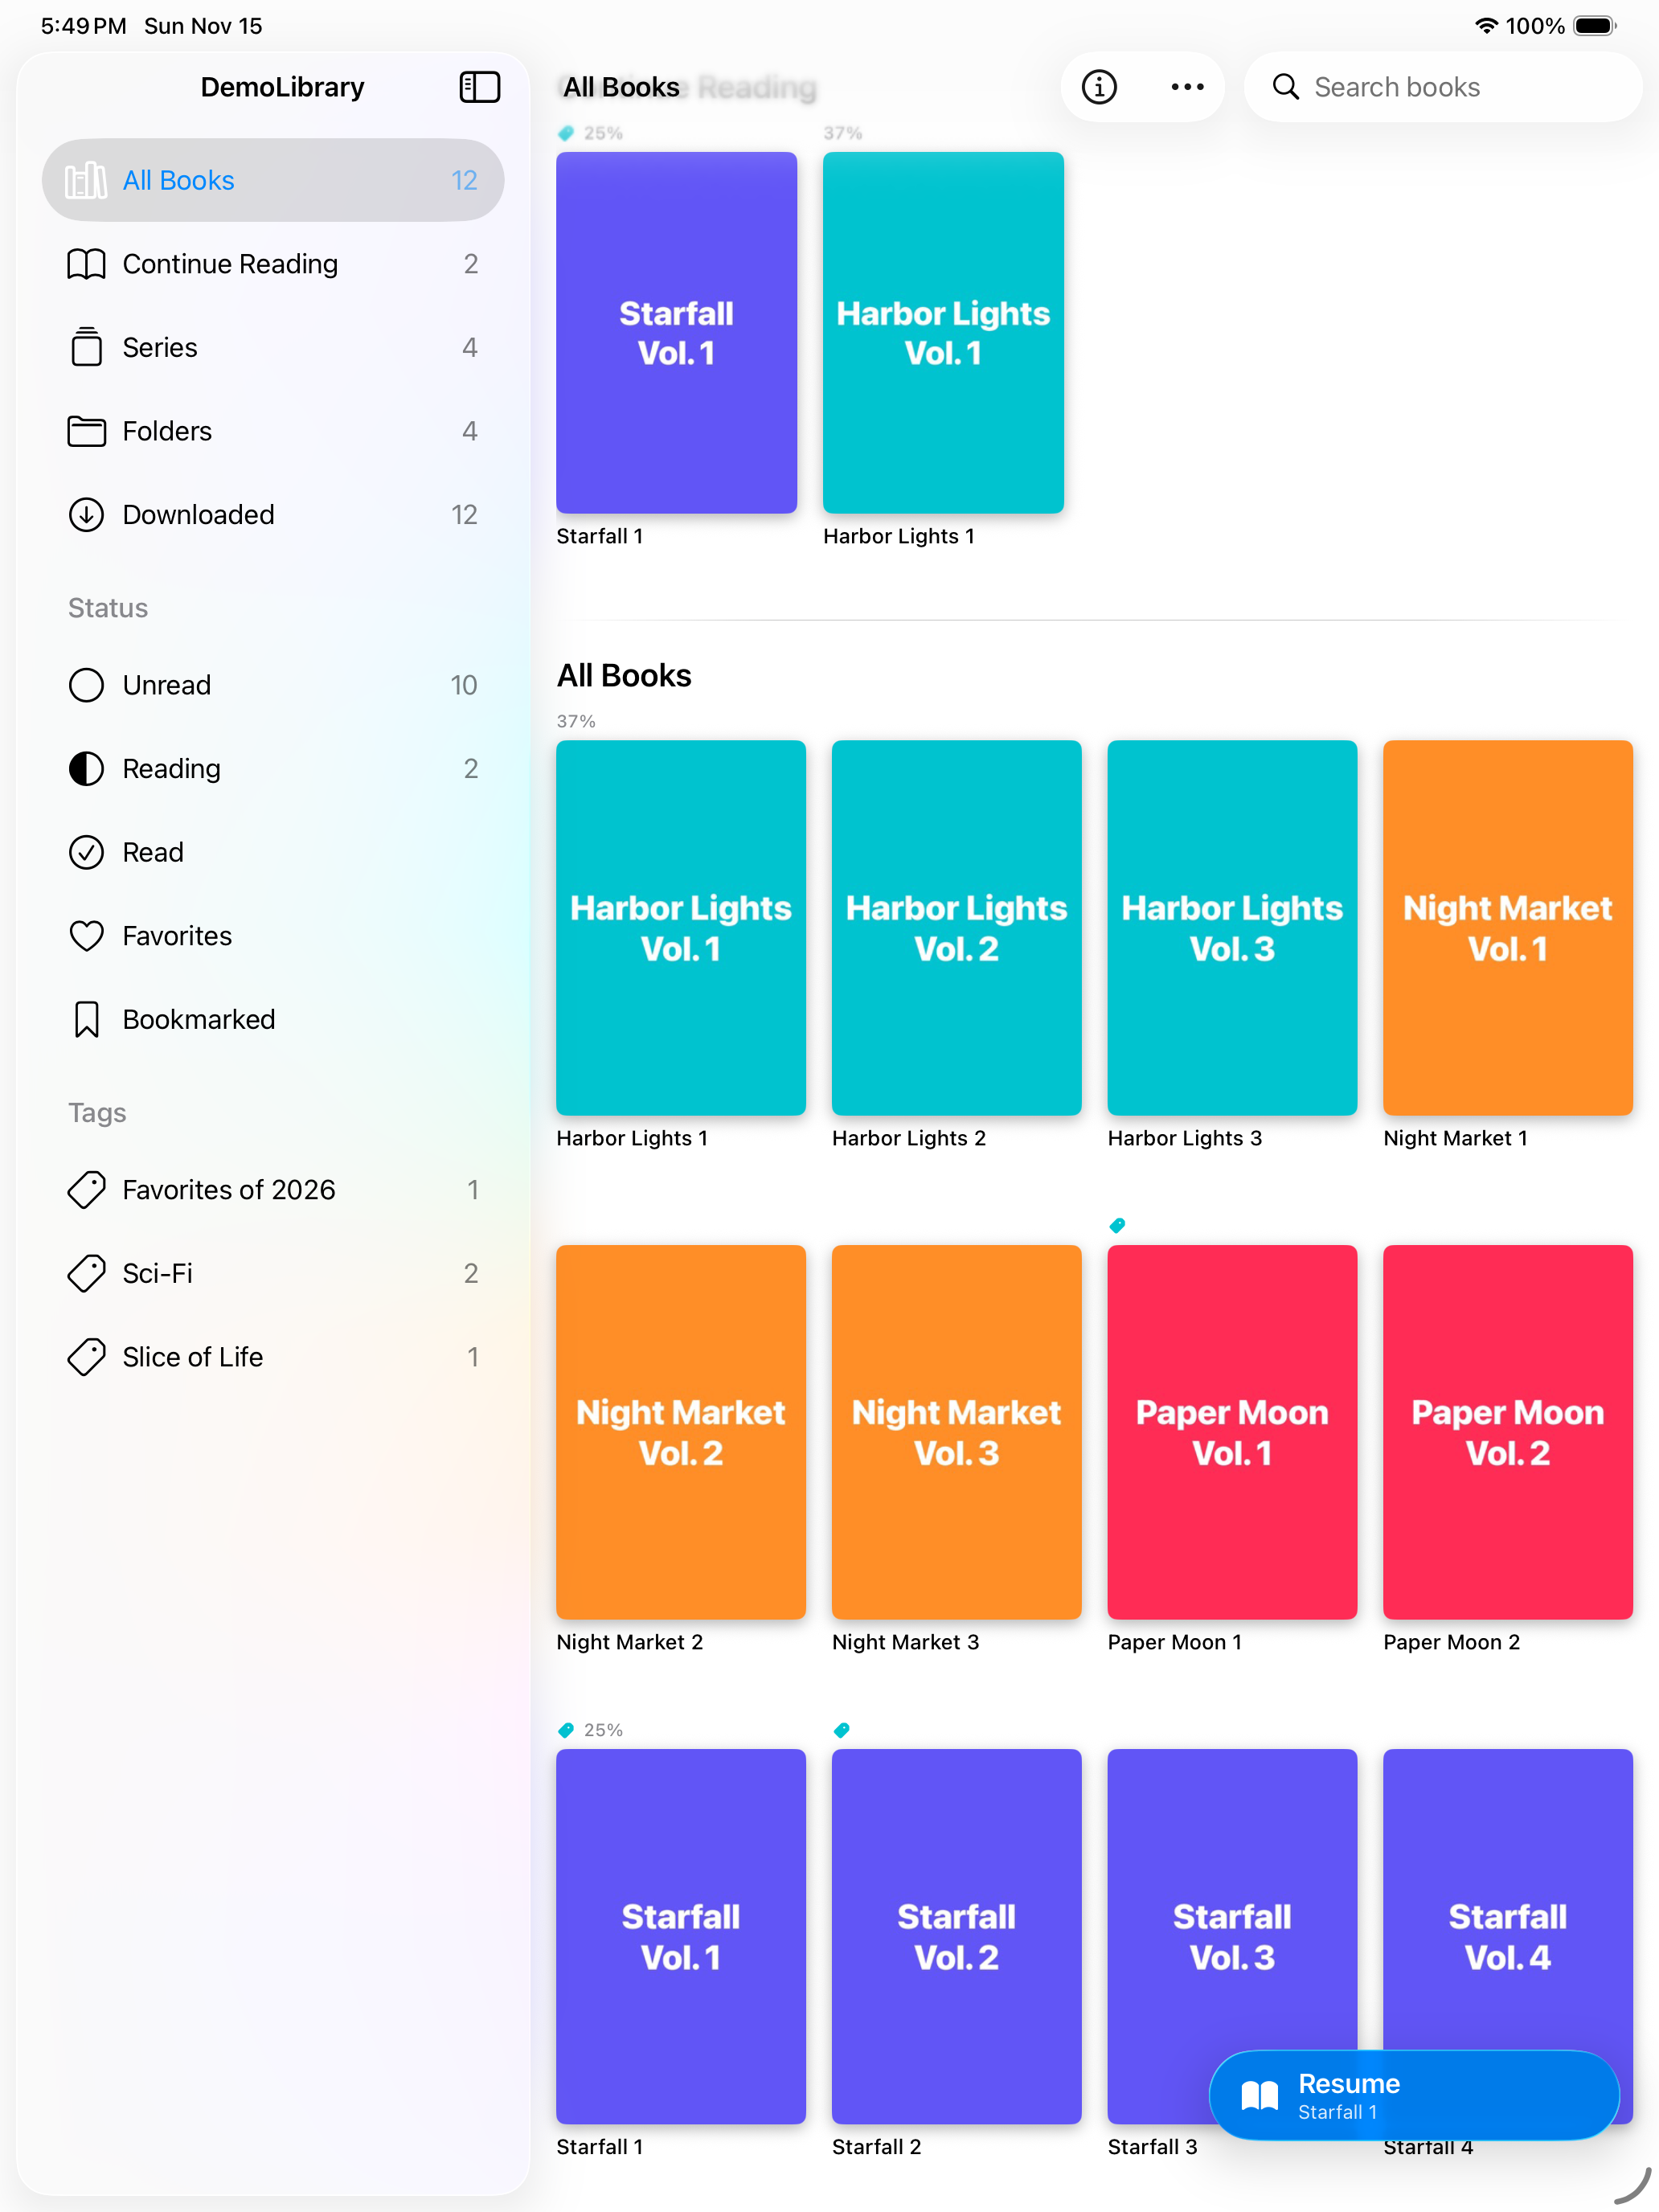 5:49 PM Sun Nov 15
100%
DemoLibrary
All Books 12
Continue Reading 2
Series 4
Folders 4
Downloaded 12
Status
Unread 10
Reading 2
Read
Favorites
Bookmarked
Tags
Favorites of 2026 1
Sci-Fi 2
Slice of Life 1
All Books
Continue Reading
Search books
25%
37%
Starfall
Vol. 1
Harbor Lights
Vol. 1
Starfall 1
Harbor Lights 1
All Books
37%
Harbor Lights
Vol. 1
Harbor Lights
Vol. 2
Harbor Lights
Vol. 3
Night Market
Vol. 1
Harbor Lights 1
Harbor Lights 2
Harbor Lights 3
Night Market 1
Night Market
Vol. 2
Night Market
Vol. 3
Paper Moon
Vol. 1
Paper Moon
Vol. 2
Night Market 2
Night Market 3
Paper Moon 1
Paper Moon 2
25%
Starfall
Vol. 1
Starfall
Vol. 2
Starfall
Vol. 3
Starfall
Vol. 4
Resume
Starfall 1
Starfall 1
Starfall 2
Starfall 3
Starfall 4